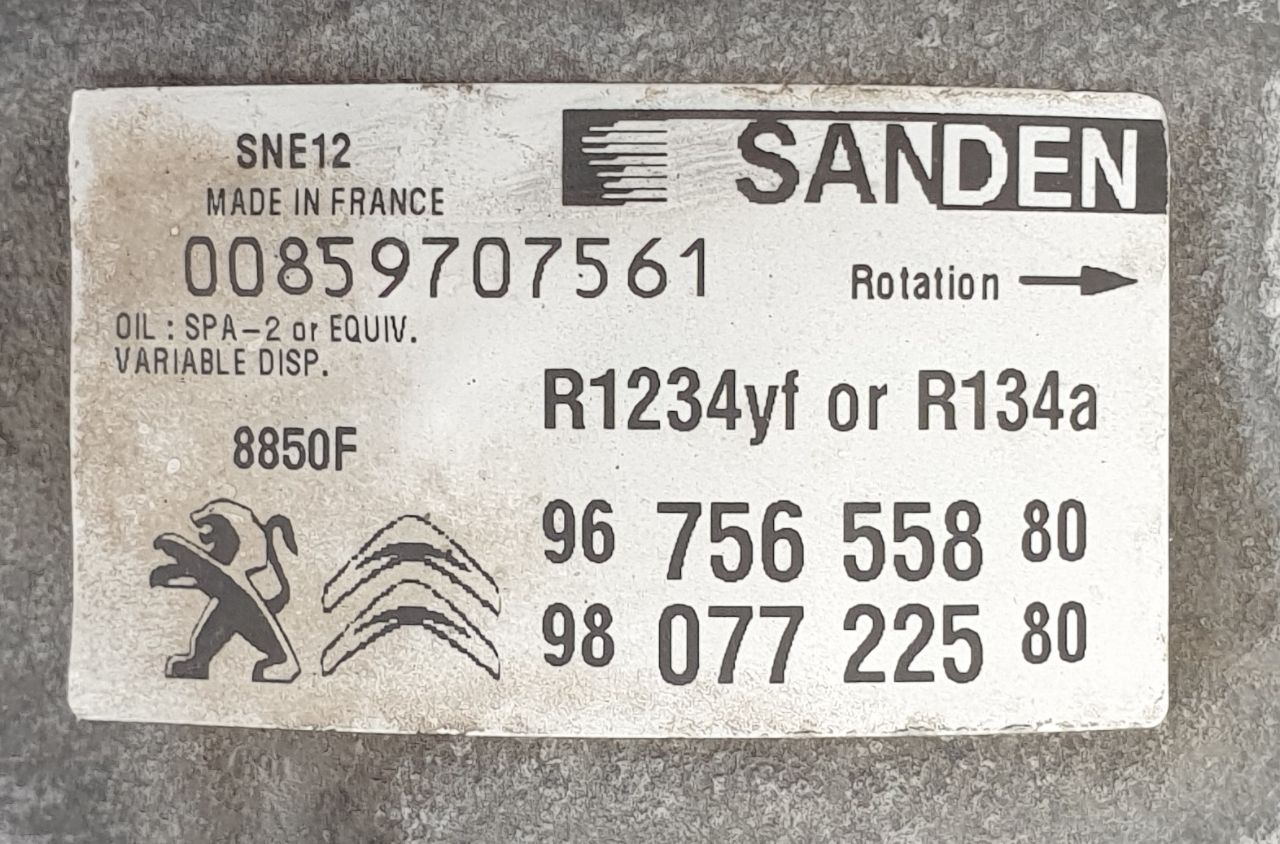 SNE12
SANDEN
MADE IN FRANCE
00859707561
Rotation
OIL : SPA-2 or EQUIV.
VARIABLE DISP.
R1234yf or R134a
8850F
96 756 558 80
98 077 225 80